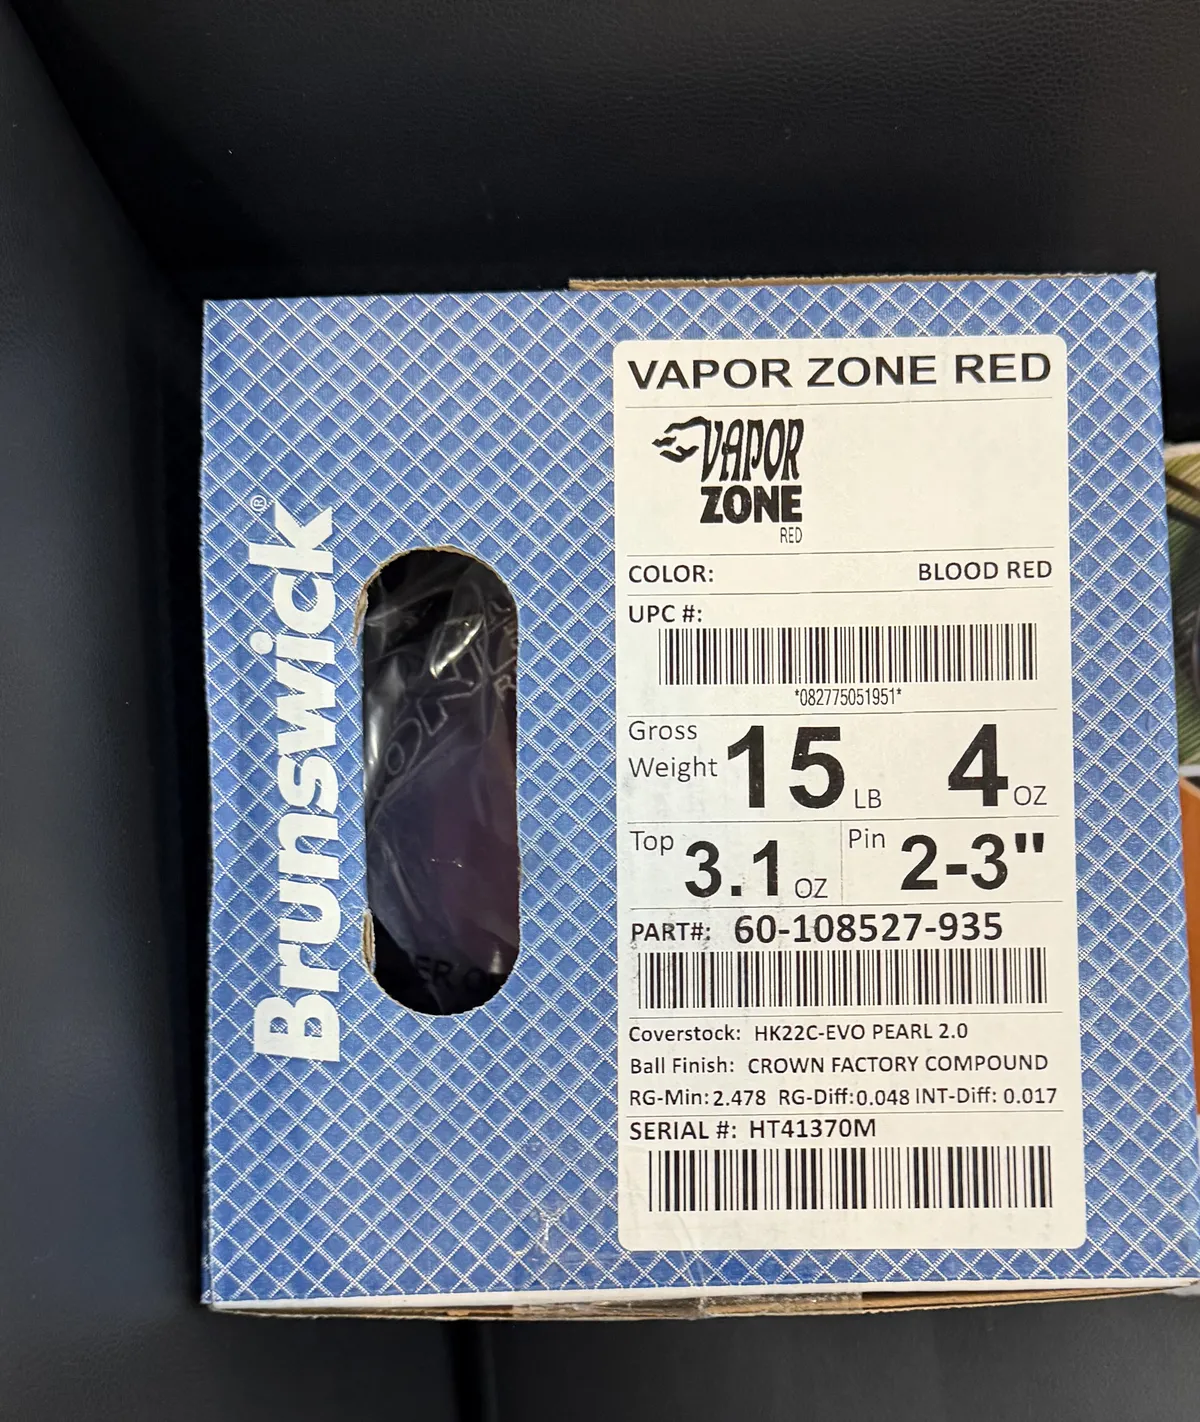 Brunswick®
VAPOR ZONE RED
VAPOR
ZONE
RED
COLOR: BLOOD RED
UPC #:
*082775051951*
Gross
Weight 15 LB 4 OZ
Top 3.1 OZ Pin 2-3"
PART#: 60-108527-935
Coverstock: HK22C-EVO PEARL 2.0
Ball Finish: CROWN FACTORY COMPOUND
RG-Min: 2.478 RG-Diff:0.048 INT-Diff: 0.017
SERIAL #: HT41370M